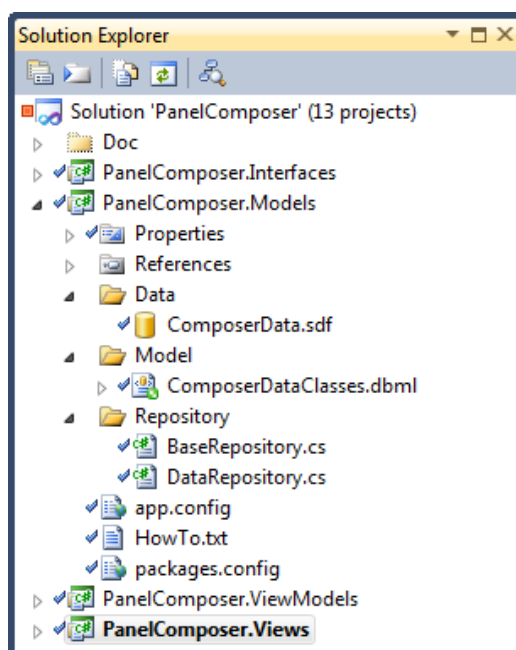 Solution Explorer
Solution 'PanelComposer' (13 projects)
Doc
PanelComposer.Interfaces
PanelComposer.Models
Properties
References
Data
ComposerData.sdf
Model
ComposerDataClasses.dbml
Repository
BaseRepository.cs
DataRepository.cs
app.config
HowTo.txt
packages.config
PanelComposer.ViewModels
PanelComposer.Views